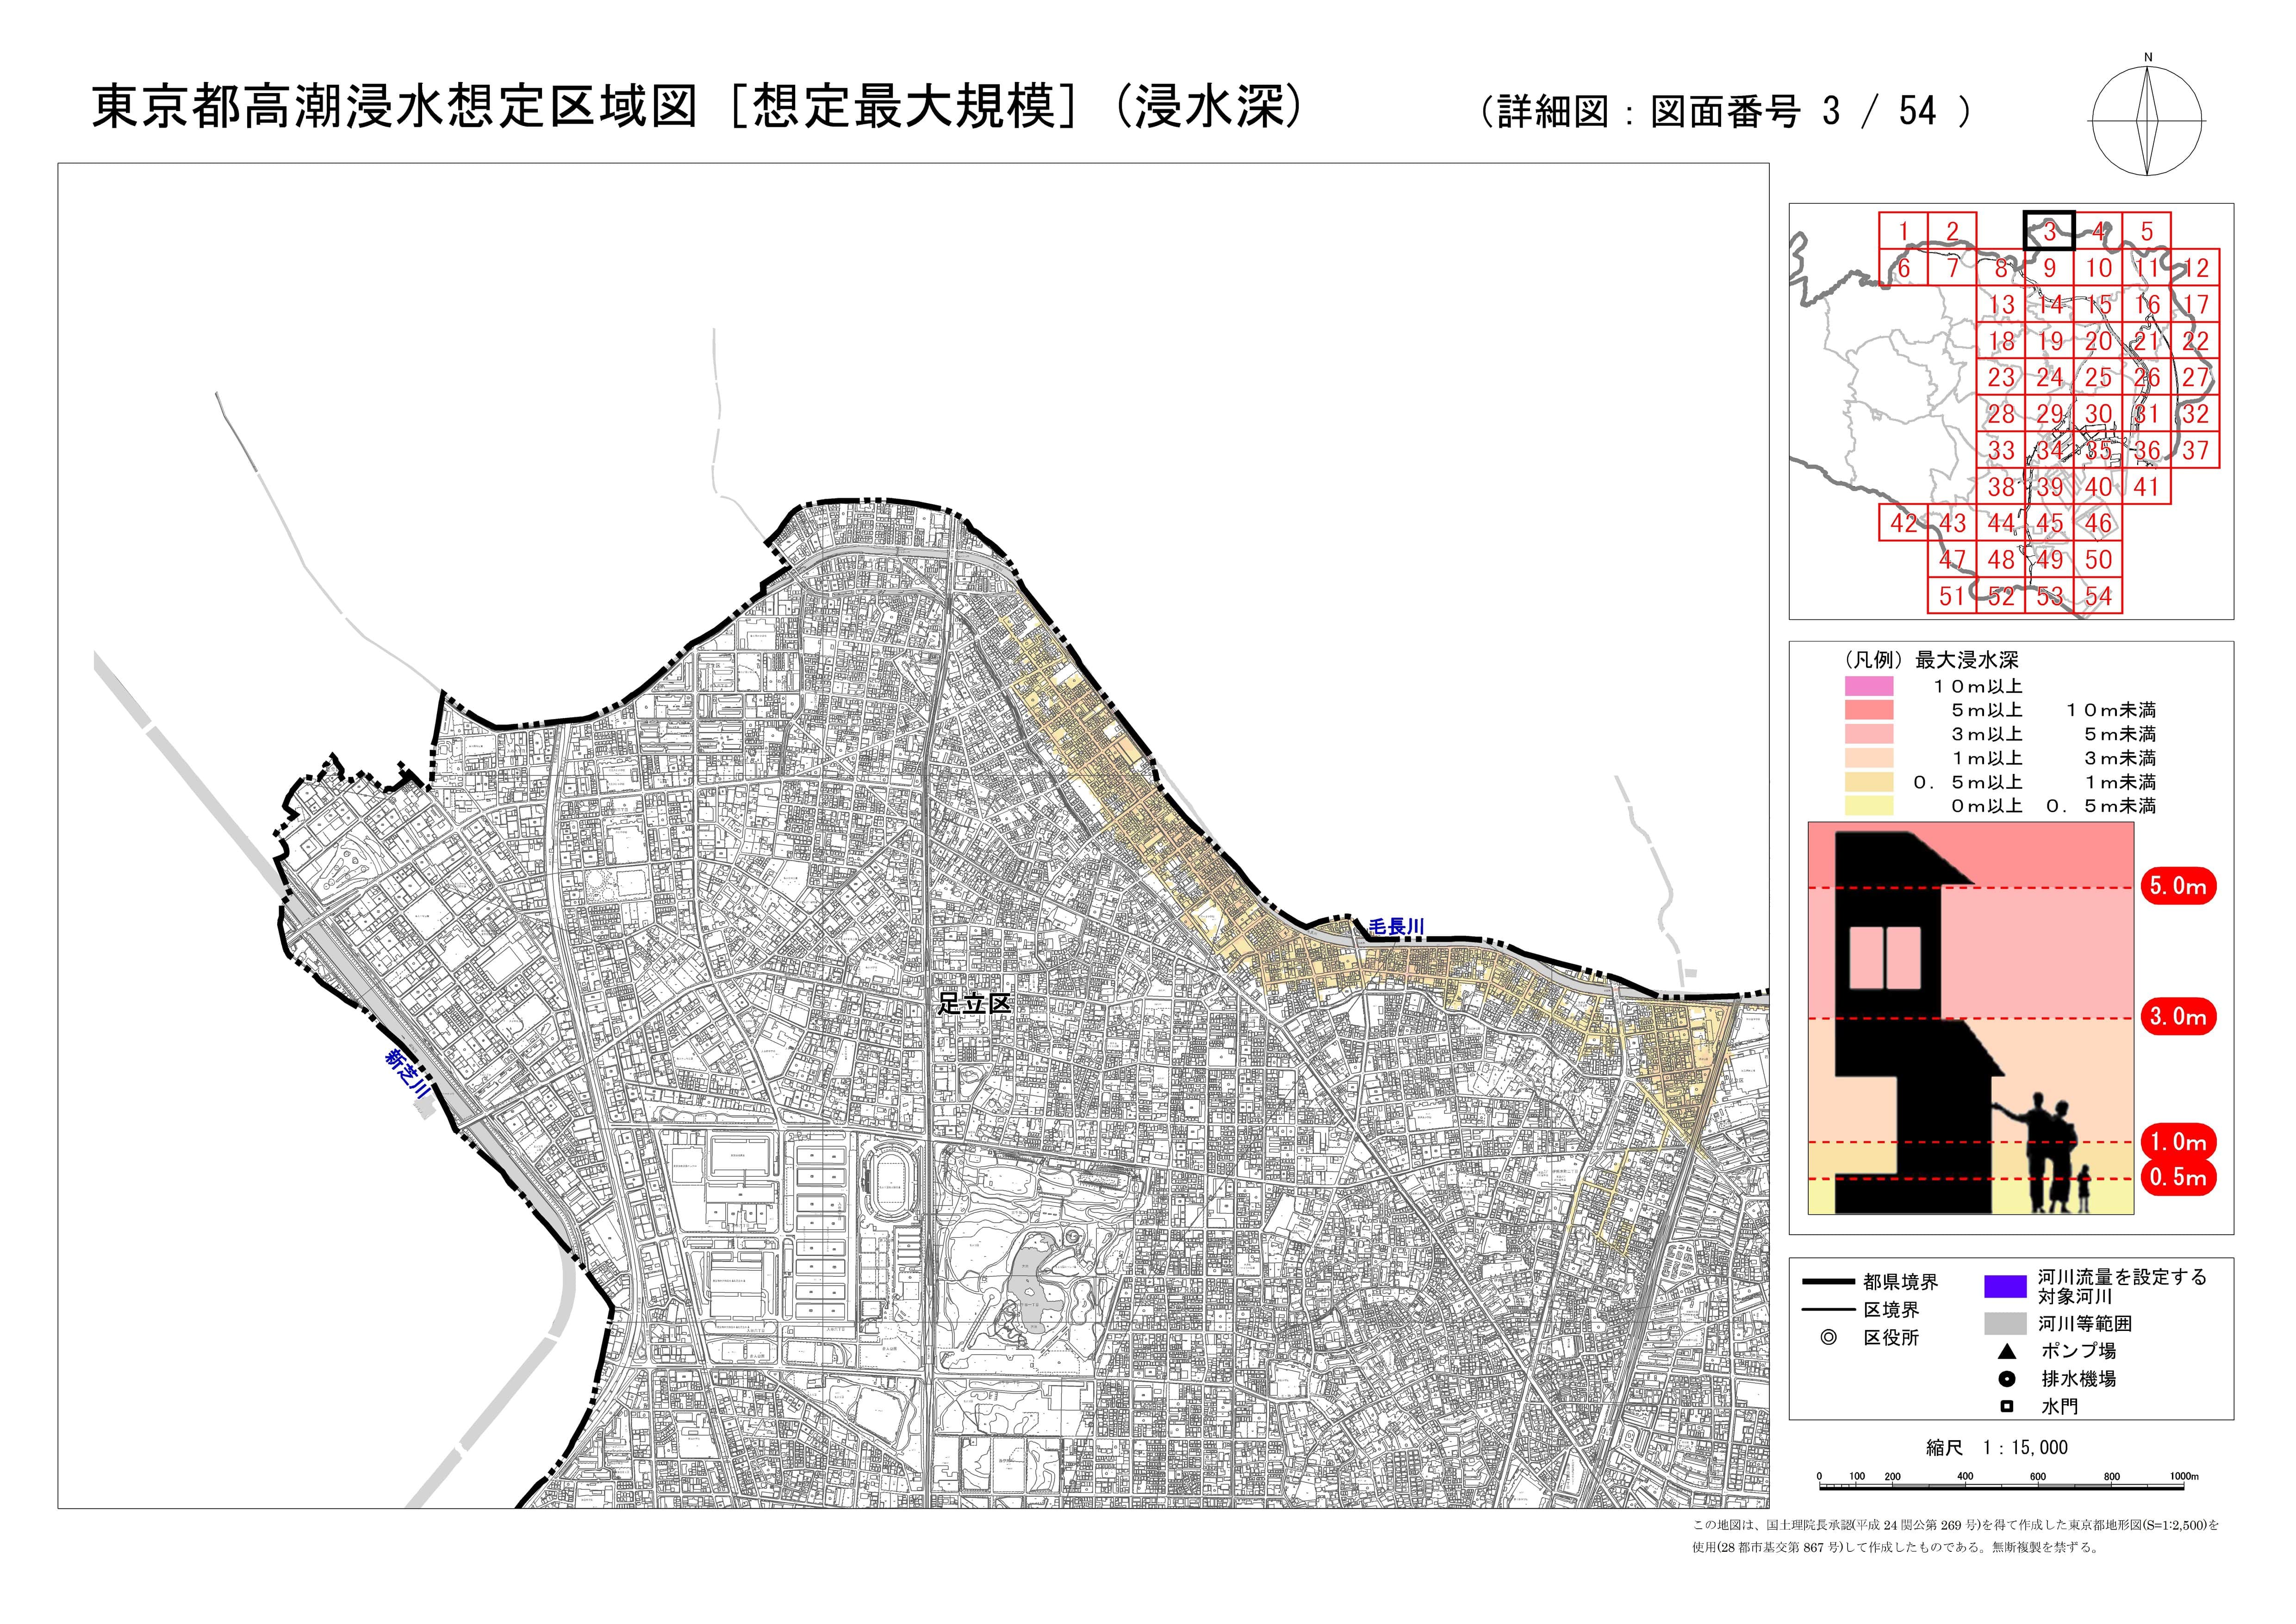 東京都高潮浸水想定区域図［想定最大規模］（浸水深）
（詳細図：図面番号 3 / 54 ）
N
1 2 3 4 5
6 7 8 9 10 11 12
13 14 15 16 17
18 19 20 21 22
23 24 25 26 27
28 29 30 31 32
33 34 35 36 37
38 39 40 41
42 43 44 45 46
47 48 49 50
51 52 53 54
毛長川
足立区
新芝川
（凡例）最大浸水深
１０ｍ以上
５ｍ以上 １０ｍ未満
３ｍ以上 ５ｍ未満
１ｍ以上 ３ｍ未満
０．５ｍ以上 １ｍ未満
０ｍ以上 ０．５ｍ未満
5.0m
3.0m
1.0m
0.5m
都県境界
区境界
区役所
河川流量を設定する
対象河川
河川等範囲
ポンプ場
排水機場
水門
縮尺 1：15,000
0 100 200 400 600 800 1000m
この地図は、国土地理院長承認(平成 24 関公第 269 号)を得て作成した東京都地形図(S=1:2,500)を
使用(28 都市基交第 867 号)して作成したものである。無断複製を禁ずる。